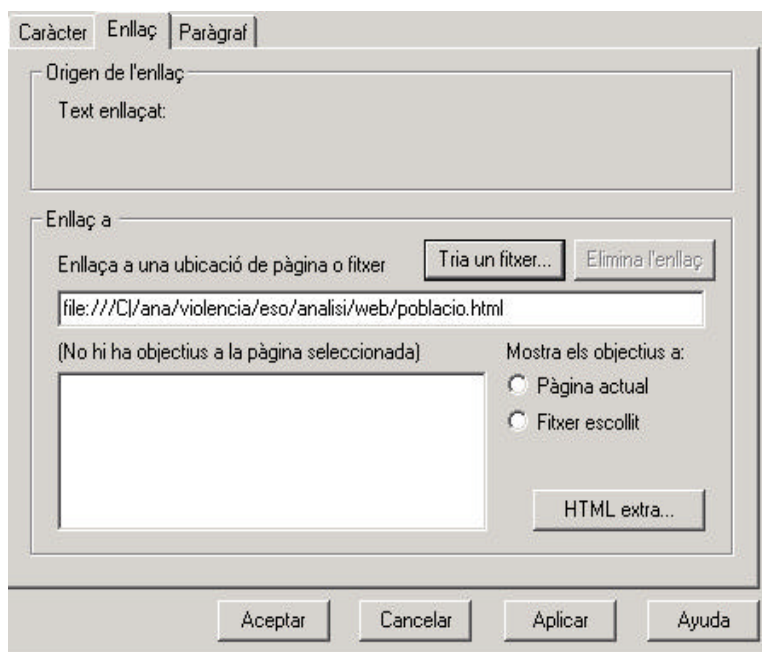 Caràcter Enllaç Paràgraf
Origen de l'enllaç
Text enllaçat:
Enllaç a
Enllaça a una ubicació de pàgina o fitxer Tria un fitxer... Elimina l'enllaç
file:///C|/ana/violencia/eso/analisi/web/poblacio.html
(No hi ha objectius a la pàgina seleccionada) Mostra els objectius a:
Pàgina actual
Fitxer escollit
HTML extra...
Aceptar Cancelar Aplicar Ayuda